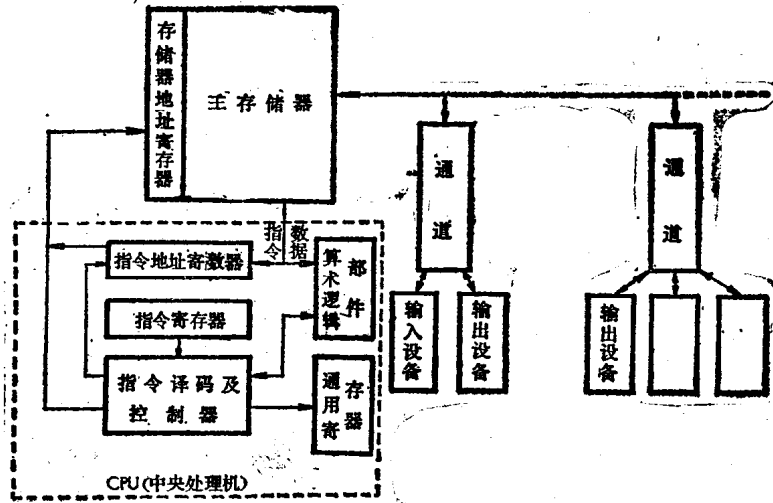 存储器地址寄存器
主存储器
通道
通道
指令
数据
指令地址寄数器
算术逻辑
部件
指令寄存器
指令译码及
控制器
通用寄
存器
输入设备
输出设备
输出设备
CPU(中央处理机)